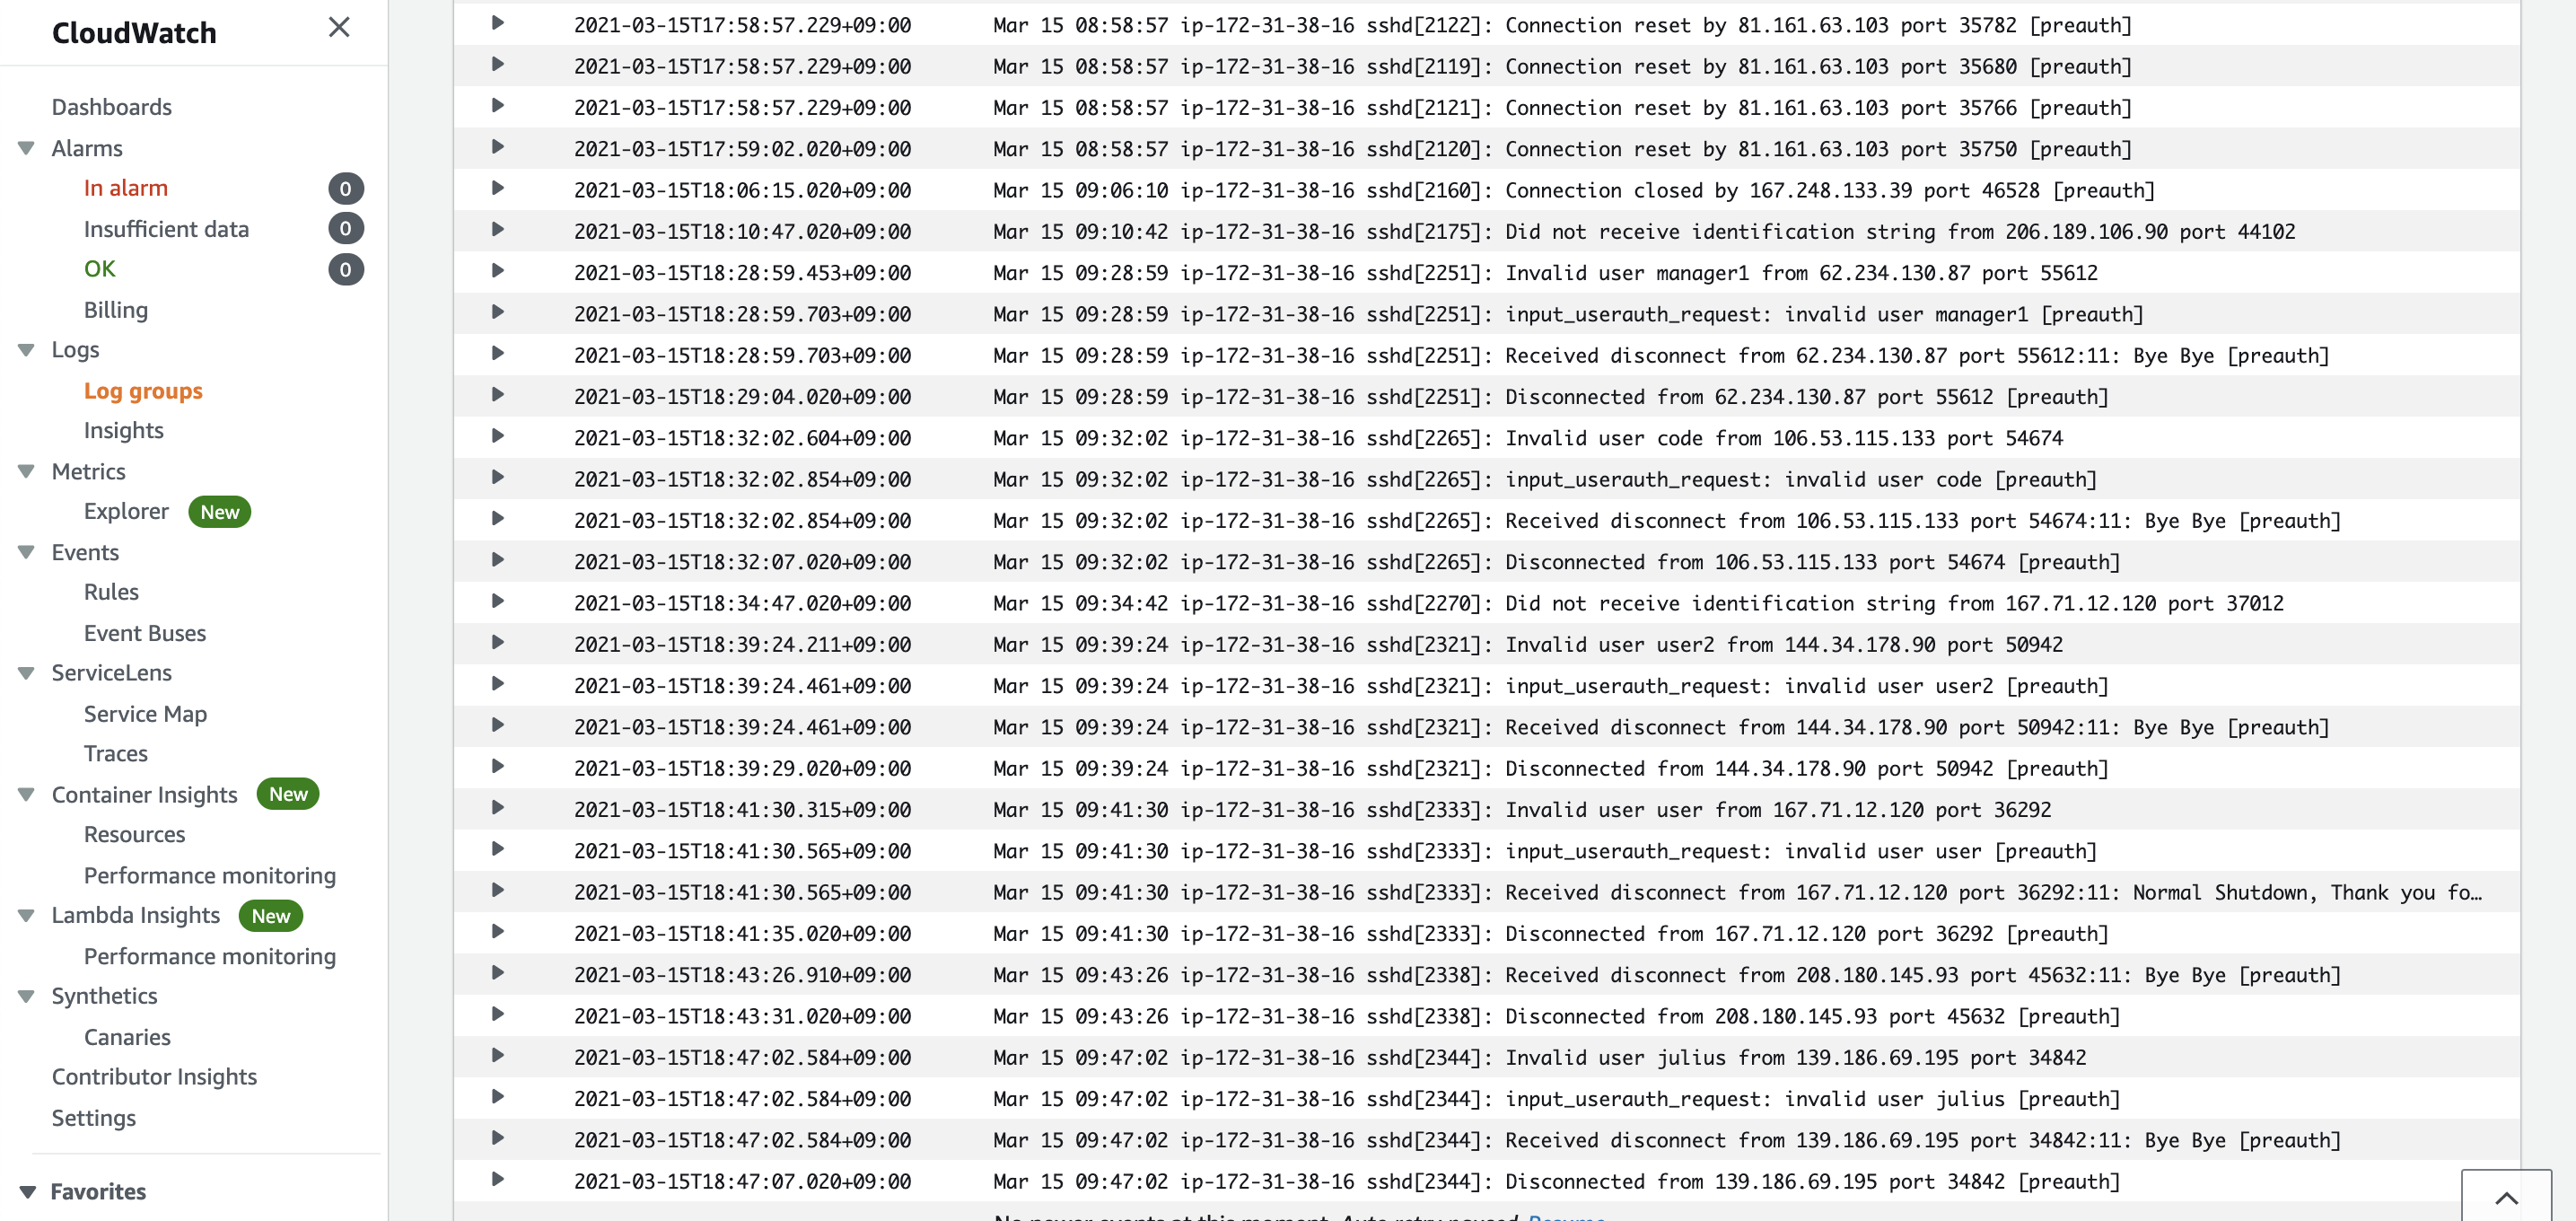 CloudWatch
Dashboards
Alarms
In alarm 0
Insufficient data 0
OK 0
Billing
Logs
Log groups
Insights
Metrics
Explorer New
Events
Rules
Event Buses
ServiceLens
Service Map
Traces
Container Insights New
Resources
Performance monitoring
Lambda Insights New
Performance monitoring
Synthetics
Canaries
Contributor Insights
Settings
Favorites
2021-03-15T17:58:57.229+09:00 Mar 15 08:58:57 ip-172-31-38-16 sshd[2122]: Connection reset by 81.161.63.103 port 35782 [preauth]
2021-03-15T17:58:57.229+09:00 Mar 15 08:58:57 ip-172-31-38-16 sshd[2119]: Connection reset by 81.161.63.103 port 35680 [preauth]
2021-03-15T17:58:57.229+09:00 Mar 15 08:58:57 ip-172-31-38-16 sshd[2121]: Connection reset by 81.161.63.103 port 35766 [preauth]
2021-03-15T17:59:02.020+09:00 Mar 15 08:58:57 ip-172-31-38-16 sshd[2120]: Connection reset by 81.161.63.103 port 35750 [preauth]
2021-03-15T18:06:15.020+09:00 Mar 15 09:06:10 ip-172-31-38-16 sshd[2160]: Connection closed by 167.248.133.39 port 46528 [preauth]
2021-03-15T18:10:47.020+09:00 Mar 15 09:10:42 ip-172-31-38-16 sshd[2175]: Did not receive identification string from 206.189.106.90 port 44102
2021-03-15T18:28:59.453+09:00 Mar 15 09:28:59 ip-172-31-38-16 sshd[2251]: Invalid user manager1 from 62.234.130.87 port 55612
2021-03-15T18:28:59.703+09:00 Mar 15 09:28:59 ip-172-31-38-16 sshd[2251]: input_userauth_request: invalid user manager1 [preauth]
2021-03-15T18:28:59.703+09:00 Mar 15 09:28:59 ip-172-31-38-16 sshd[2251]: Received disconnect from 62.234.130.87 port 55612:11: Bye Bye [preauth]
2021-03-15T18:29:04.020+09:00 Mar 15 09:28:59 ip-172-31-38-16 sshd[2251]: Disconnected from 62.234.130.87 port 55612 [preauth]
2021-03-15T18:32:02.604+09:00 Mar 15 09:32:02 ip-172-31-38-16 sshd[2265]: Invalid user code from 106.53.115.133 port 54674
2021-03-15T18:32:02.854+09:00 Mar 15 09:32:02 ip-172-31-38-16 sshd[2265]: input_userauth_request: invalid user code [preauth]
2021-03-15T18:32:02.854+09:00 Mar 15 09:32:02 ip-172-31-38-16 sshd[2265]: Received disconnect from 106.53.115.133 port 54674:11: Bye Bye [preauth]
2021-03-15T18:32:07.020+09:00 Mar 15 09:32:02 ip-172-31-38-16 sshd[2265]: Disconnected from 106.53.115.133 port 54674 [preauth]
2021-03-15T18:34:47.020+09:00 Mar 15 09:34:42 ip-172-31-38-16 sshd[2270]: Did not receive identification string from 167.71.12.120 port 37012
2021-03-15T18:39:24.211+09:00 Mar 15 09:39:24 ip-172-31-38-16 sshd[2321]: Invalid user user2 from 144.34.178.90 port 50942
2021-03-15T18:39:24.461+09:00 Mar 15 09:39:24 ip-172-31-38-16 sshd[2321]: input_userauth_request: invalid user user2 [preauth]
2021-03-15T18:39:24.461+09:00 Mar 15 09:39:24 ip-172-31-38-16 sshd[2321]: Received disconnect from 144.34.178.90 port 50942:11: Bye Bye [preauth]
2021-03-15T18:39:29.020+09:00 Mar 15 09:39:24 ip-172-31-38-16 sshd[2321]: Disconnected from 144.34.178.90 port 50942 [preauth]
2021-03-15T18:41:30.315+09:00 Mar 15 09:41:30 ip-172-31-38-16 sshd[2333]: Invalid user user from 167.71.12.120 port 36292
2021-03-15T18:41:30.565+09:00 Mar 15 09:41:30 ip-172-31-38-16 sshd[2333]: input_userauth_request: invalid user user [preauth]
2021-03-15T18:41:30.565+09:00 Mar 15 09:41:30 ip-172-31-38-16 sshd[2333]: Received disconnect from 167.71.12.120 port 36292:11: Normal Shutdown, Thank you fo…
2021-03-15T18:41:35.020+09:00 Mar 15 09:41:30 ip-172-31-38-16 sshd[2333]: Disconnected from 167.71.12.120 port 36292 [preauth]
2021-03-15T18:43:26.910+09:00 Mar 15 09:43:26 ip-172-31-38-16 sshd[2338]: Received disconnect from 208.180.145.93 port 45632:11: Bye Bye [preauth]
2021-03-15T18:43:31.020+09:00 Mar 15 09:43:26 ip-172-31-38-16 sshd[2338]: Disconnected from 208.180.145.93 port 45632 [preauth]
2021-03-15T18:47:02.584+09:00 Mar 15 09:47:02 ip-172-31-38-16 sshd[2344]: Invalid user julius from 139.186.69.195 port 34842
2021-03-15T18:47:02.584+09:00 Mar 15 09:47:02 ip-172-31-38-16 sshd[2344]: input_userauth_request: invalid user julius [preauth]
2021-03-15T18:47:02.584+09:00 Mar 15 09:47:02 ip-172-31-38-16 sshd[2344]: Received disconnect from 139.186.69.195 port 34842:11: Bye Bye [preauth]
2021-03-15T18:47:07.020+09:00 Mar 15 09:47:02 ip-172-31-38-16 sshd[2344]: Disconnected from 139.186.69.195 port 34842 [preauth]
events at this moment. Auto retry paused. Resume